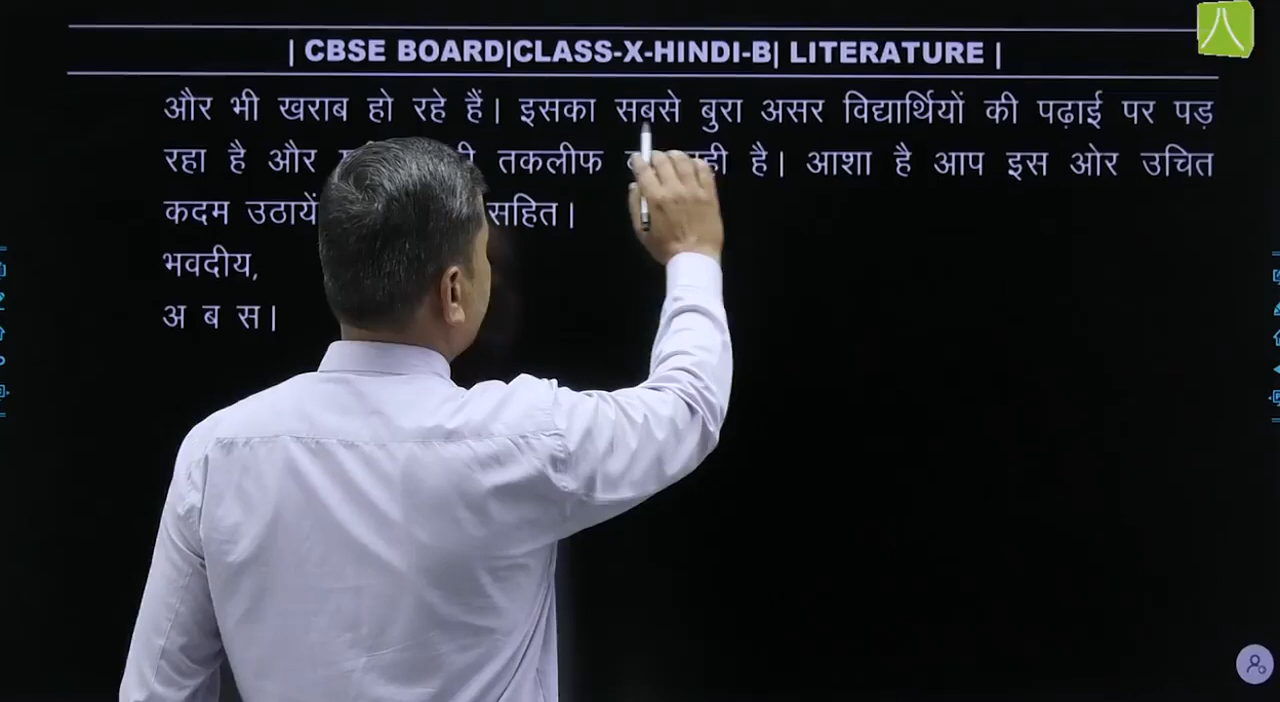 | CBSE BOARD|CLASS-X-HINDI-B| LITERATURE |
और भी खराब हो रहे हैं। इसका सबसे बुरा असर विद्यार्थियों की पढ़ाई पर पड़
रहा है और तकलीफ है। आशा है आप इस ओर उचित
कदम उठायें सहित।
भवदीय,
अ ब स।